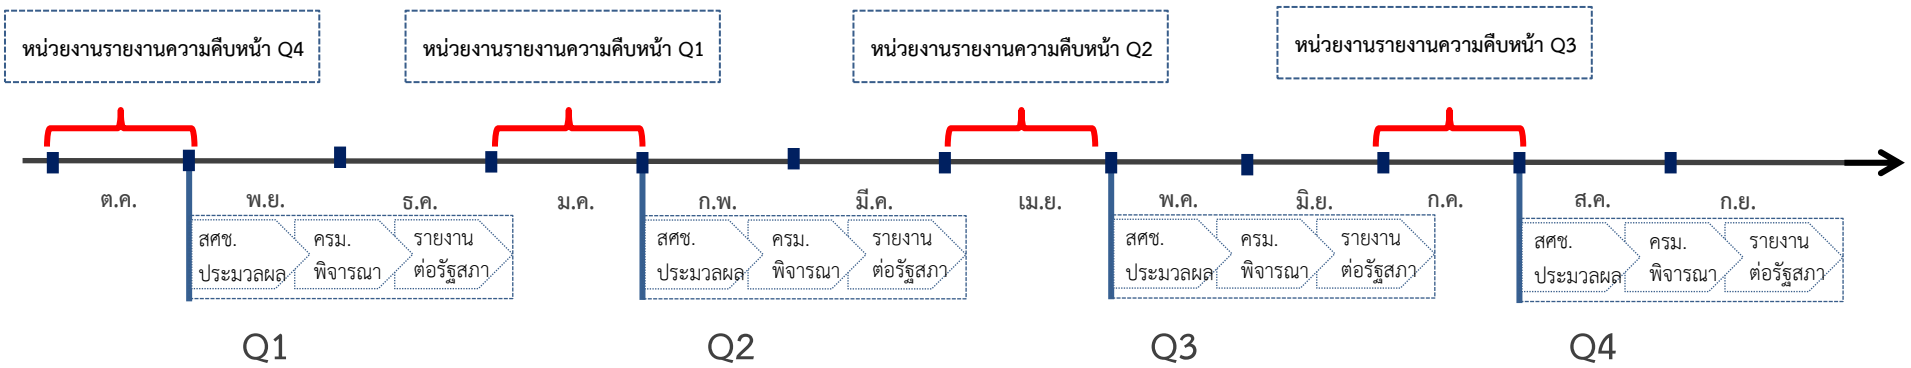 หน่วยงานรายงานความคืบหน้า Q4
หน่วยงานรายงานความคืบหน้า Q1
หน่วยงานรายงานความคืบหน้า Q2
หน่วยงานรายงานความคืบหน้า Q3
ต.ค.
พ.ย.
ธ.ค.
ม.ค.
ก.พ.
มี.ค.
เม.ย.
พ.ค.
มิ.ย.
ก.ค.
ส.ค.
ก.ย.
สศช.
ประมวลผล
ครม.
พิจารณา
รายงาน
ต่อรัฐสภา
สศช.
ประมวลผล
ครม.
พิจารณา
รายงาน
ต่อรัฐสภา
สศช.
ประมวลผล
ครม.
พิจารณา
รายงาน
ต่อรัฐสภา
สศช.
ประมวลผล
ครม.
พิจารณา
รายงาน
ต่อรัฐสภา
Q1
Q2
Q3
Q4